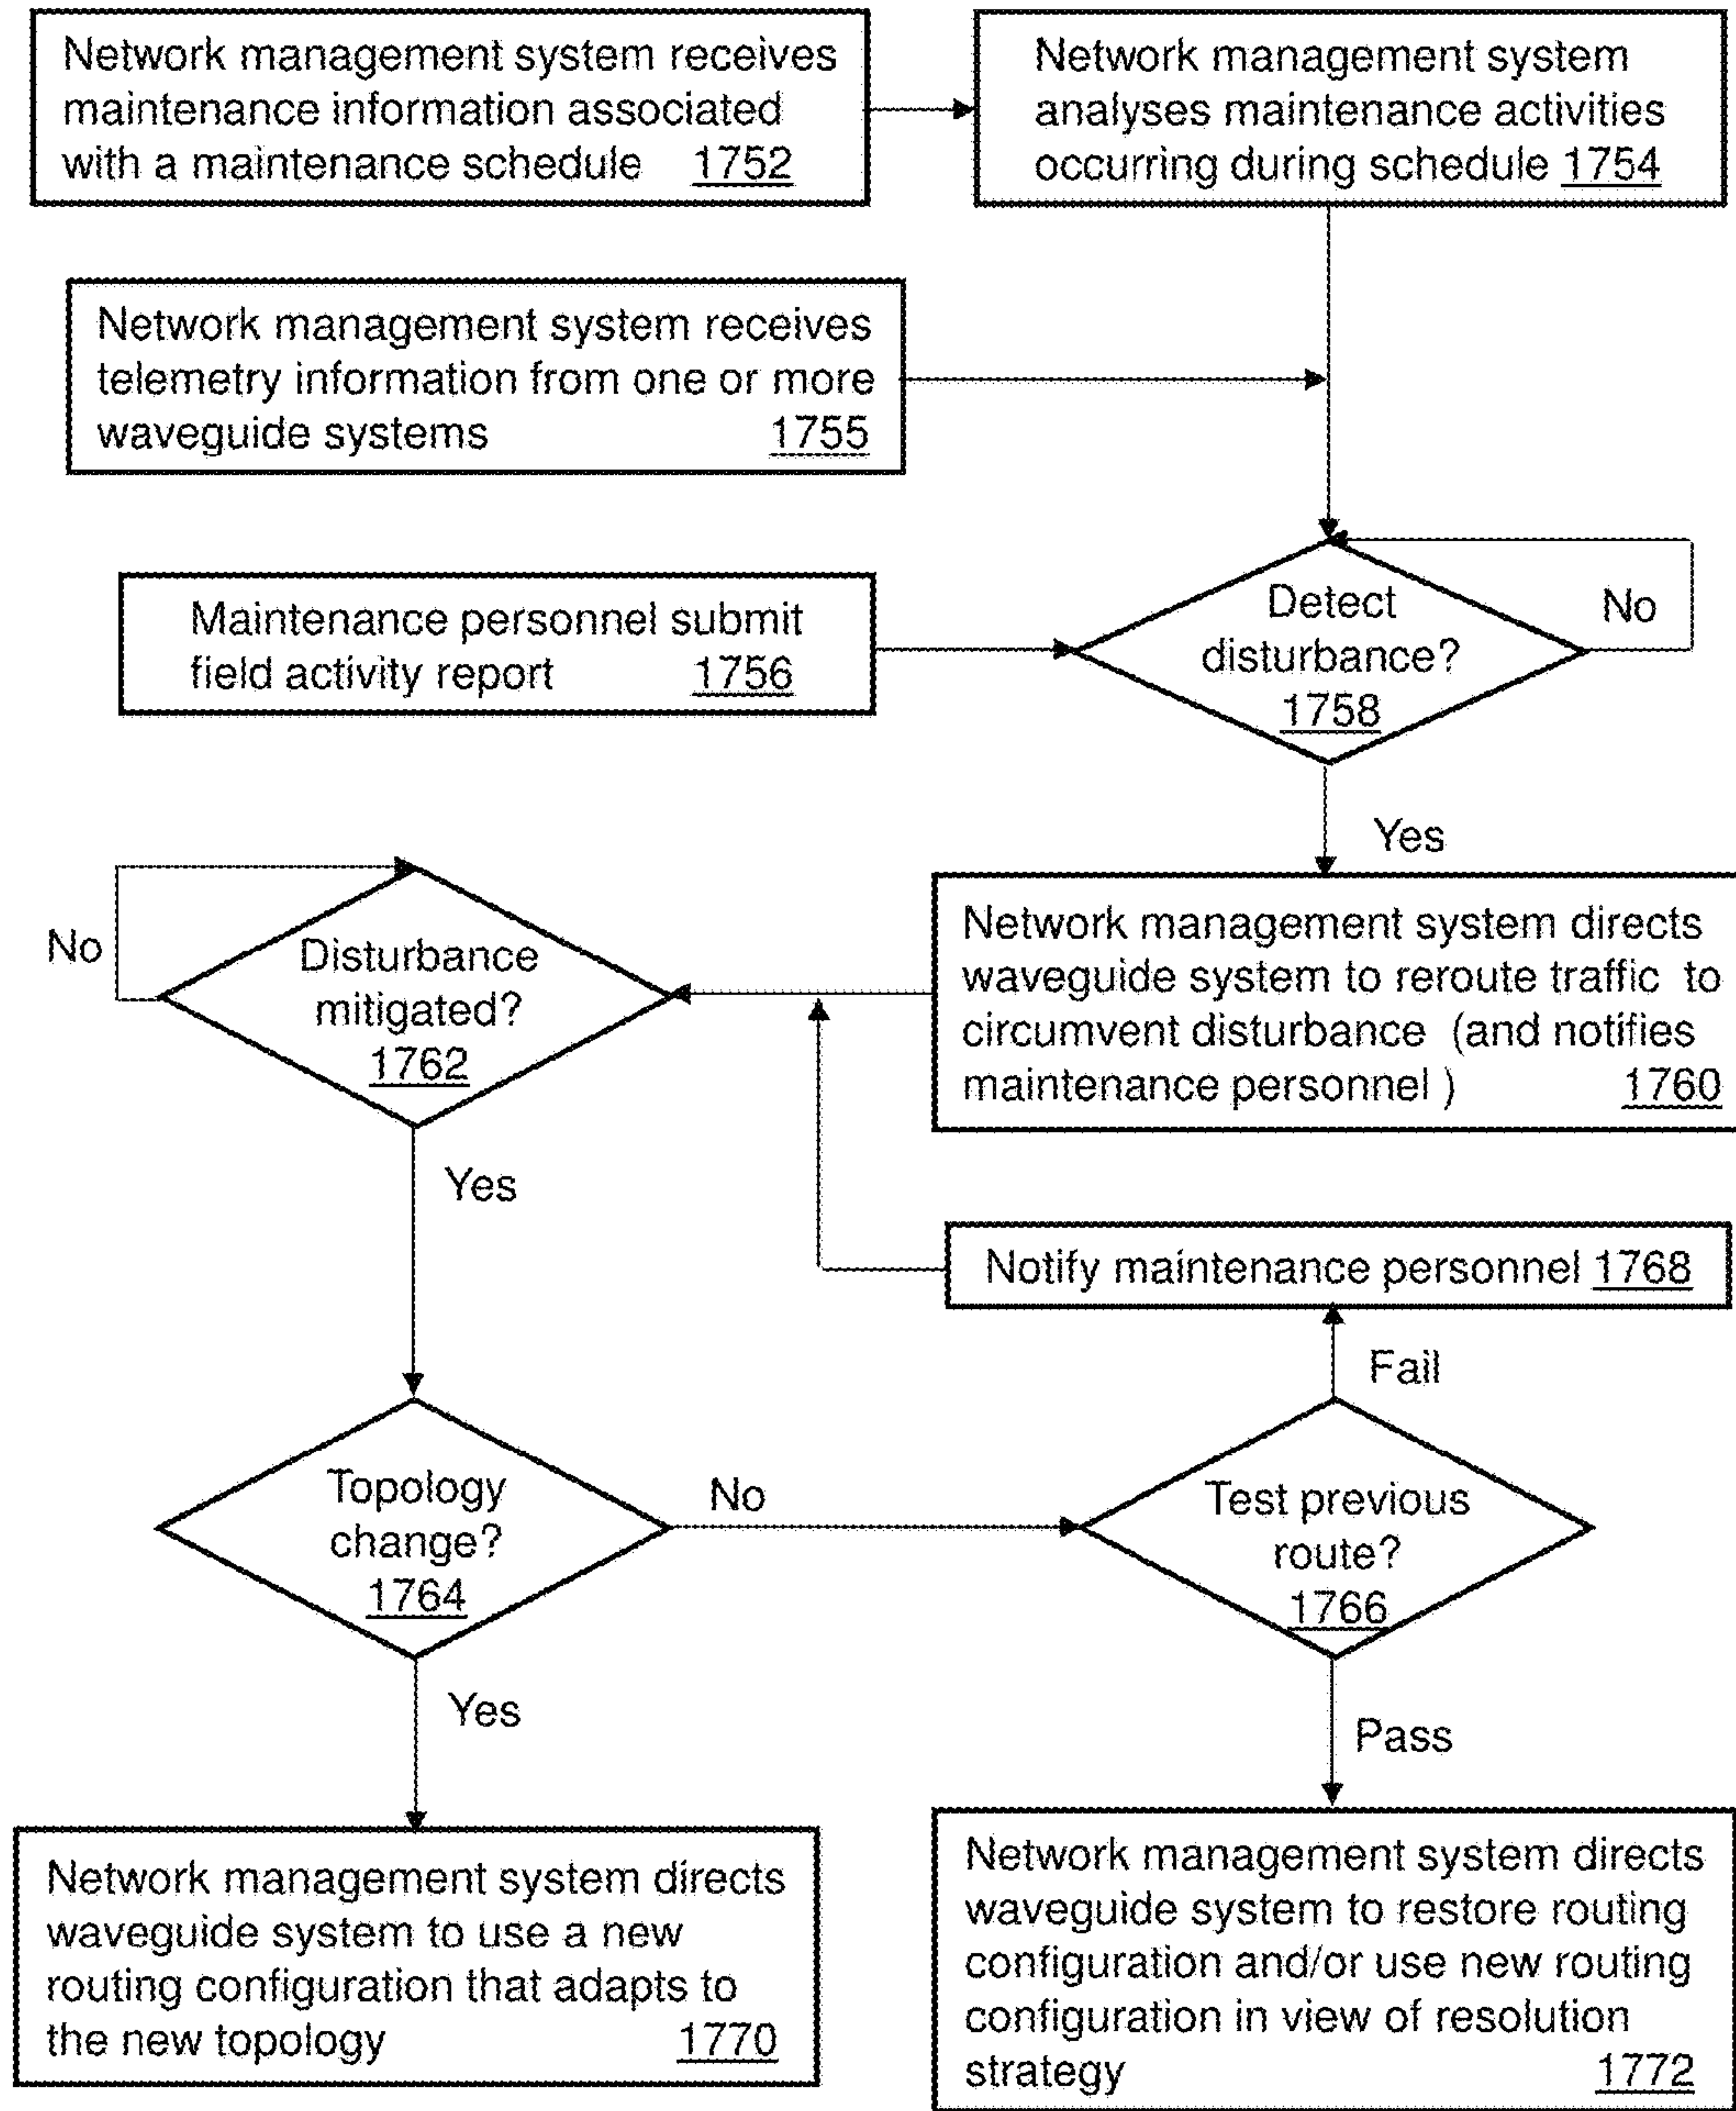 Network management system receives
maintenance information associated
with a maintenance schedule 1752
Network management system
analyses maintenance activities
occurring during schedule 1754
Network management system receives
telemetry information from one or more
waveguide systems 1755
Maintenance personnel submit
field activity report 1756
Detect
disturbance?
1758
No
Yes
Network management system directs
waveguide system to reroute traffic to
circumvent disturbance (and notifies
maintenance personnel ) 1760
No
Disturbance
mitigated?
1762
Yes
Notify maintenance personnel 1768
Fail
Topology
change?
1764
No
Test previous
route?
1766
Yes
Pass
Network management system directs
waveguide system to use a new
routing configuration that adapts to
the new topology 1770
Network management system directs
waveguide system to restore routing
configuration and/or use new routing
configuration in view of resolution
strategy 1772